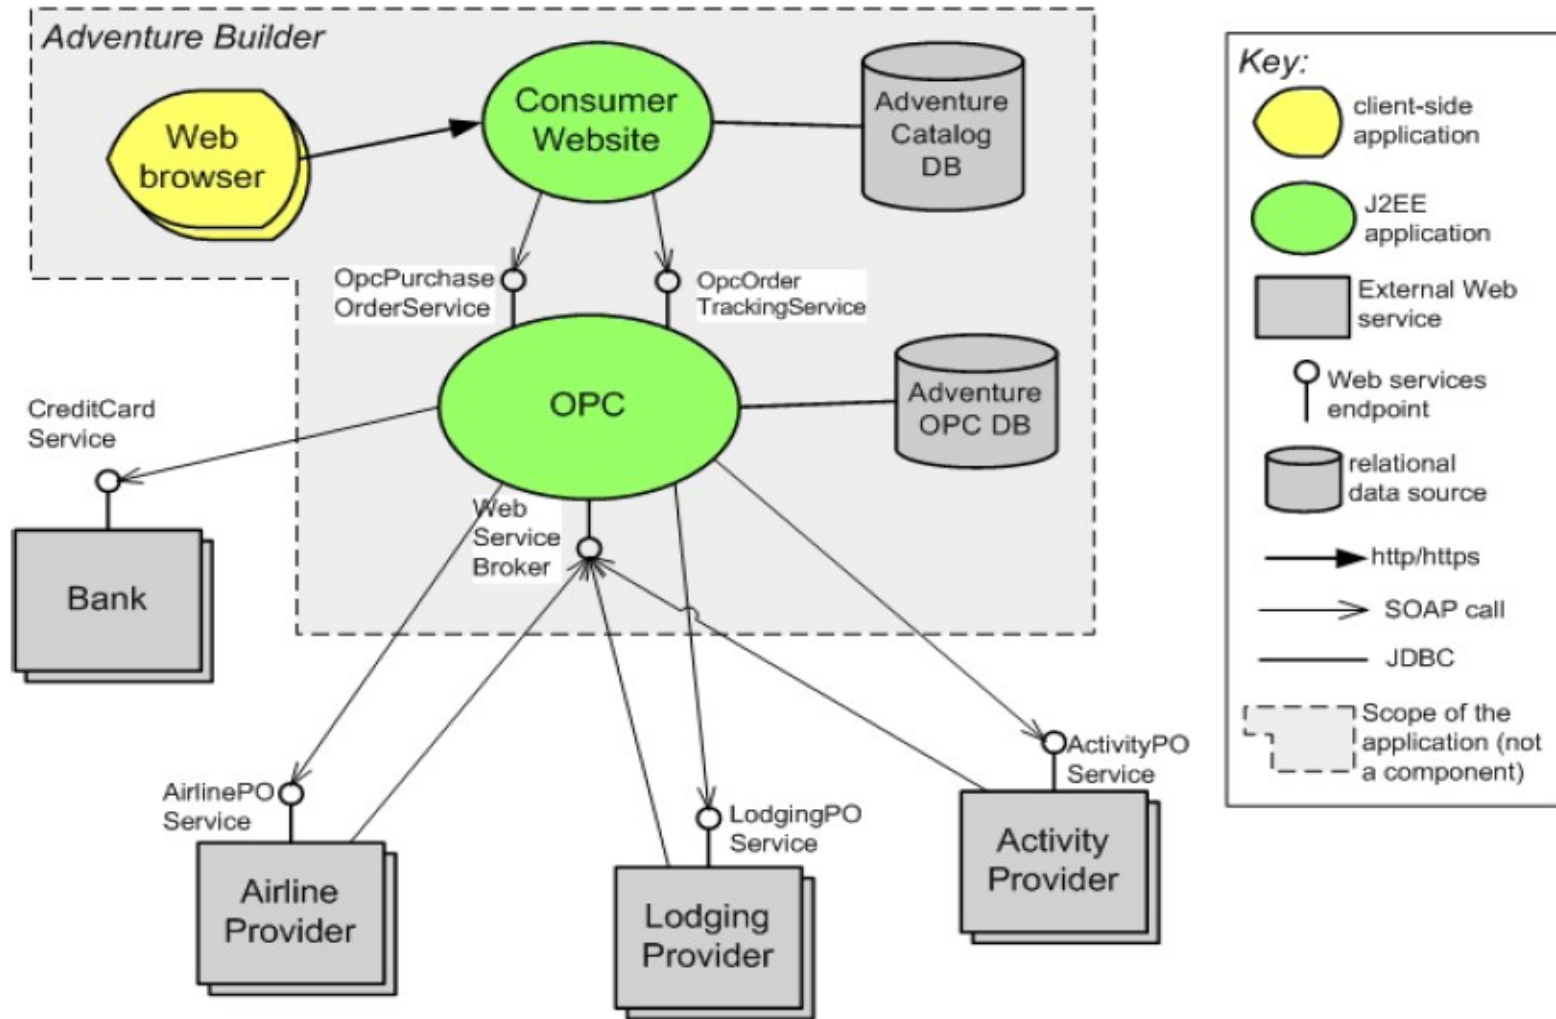 Adventure Builder
Web
browser
Consumer
Website
Adventure
Catalog
DB
OpcPurchase
OrderService
OpcOrder
TrackingService
OPC
Adventure
OPC DB
CreditCard
Service
Web
Service
Broker
Bank
AirlinePO
Service
Airline
Provider
LodgingPO
Service
Lodging
Provider
ActivityPO
Service
Activity
Provider
Key:
client-side
application
J2EE
application
External Web
service
Web services
endpoint
relational
data source
http/https
SOAP call
JDBC
Scope of the
application (not
a component)